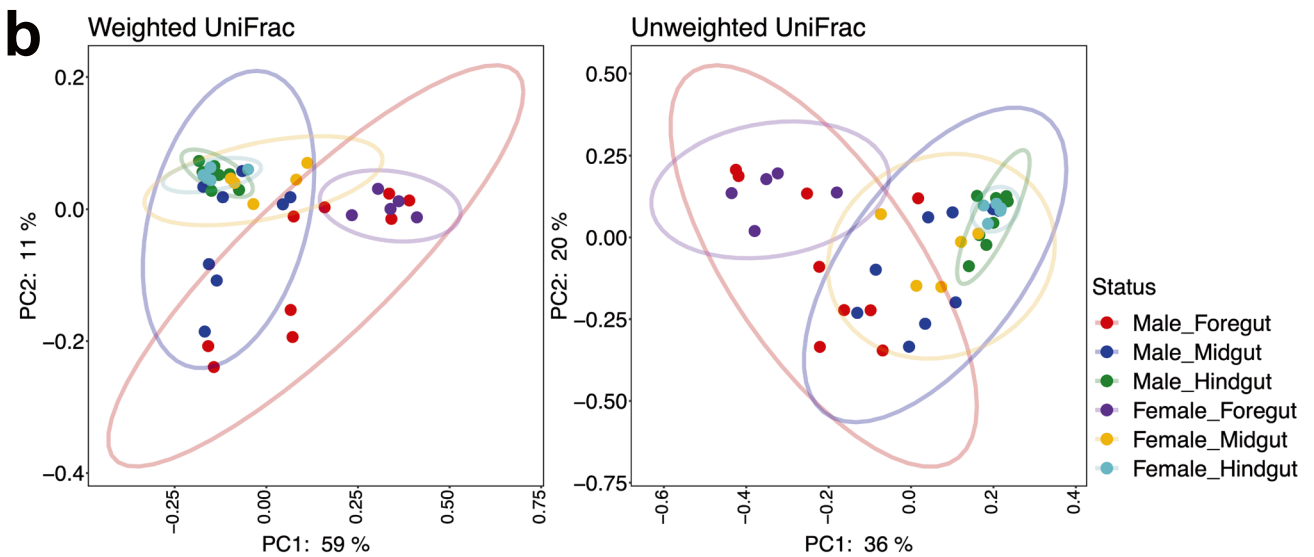 b
Weighted UniFrac
0.2
0.0
−0.2
−0.4
PC2: 11 %
−0.25
0.00
0.25
0.50
0.75
PC1: 59 %
Unweighted UniFrac
0.50
0.25
0.00
−0.25
−0.50
−0.75
PC2: 20 %
−0.6
−0.4
−0.2
0.0
0.2
0.4
PC1: 36 %
Status
Male_Foregut
Male_Midgut
Male_Hindgut
Female_Foregut
Female_Midgut
Female_Hindgut